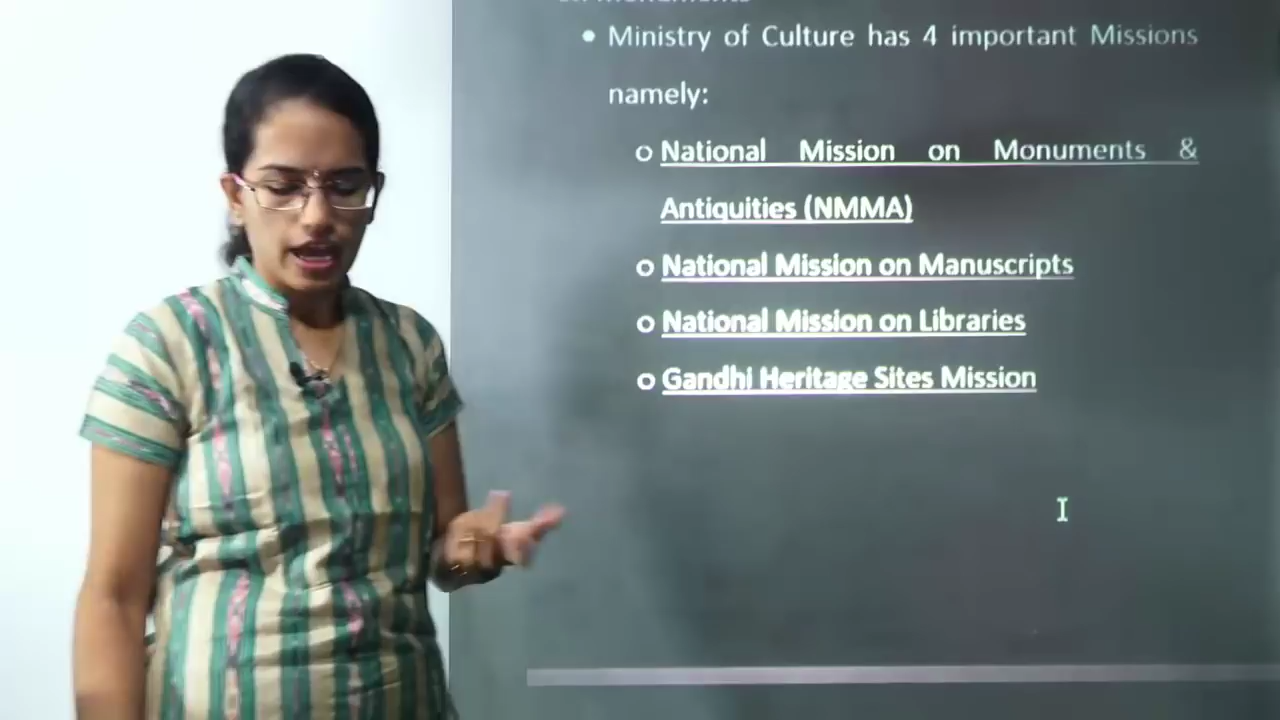 • Ministry of Culture has 4 important Missions
namely:
o National Mission on Monuments &
Antiquities (NMMA)
o National Mission on Manuscripts
o National Mission on Libraries
o Gandhi Heritage Sites Mission